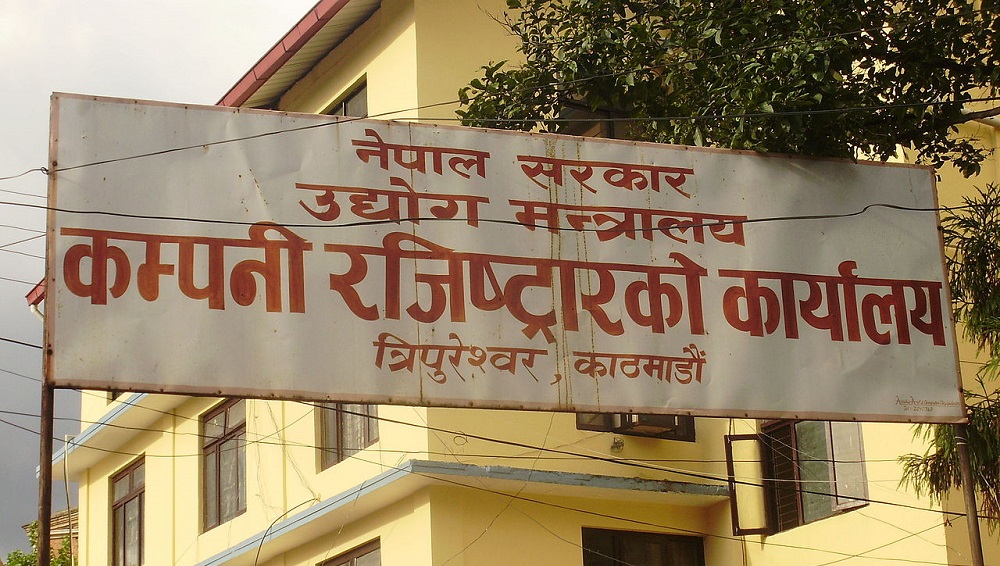 नेपाल सरकार
उद्योग मन्त्रालय
कम्पनी रजिष्ट्रारको कार्यालय
त्रिपुरेश्वर, काठमाडौं